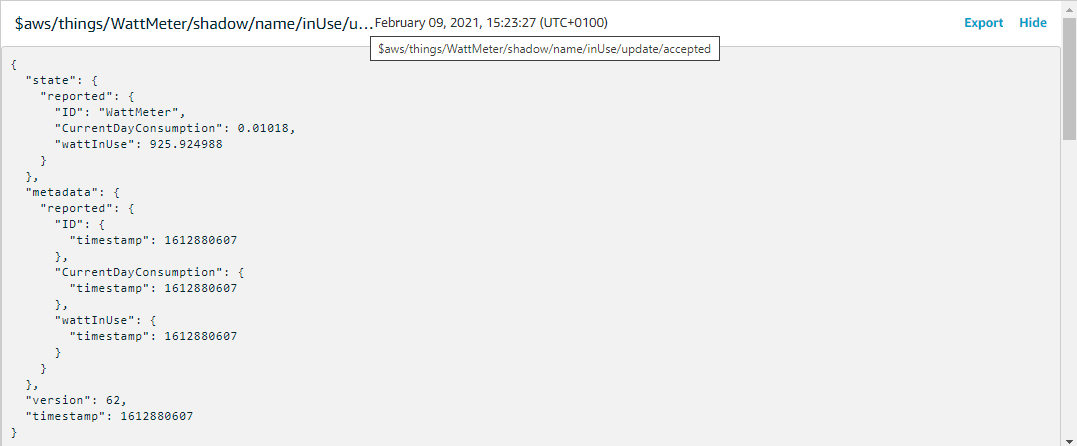 $aws/things/WattMeter/shadow/name/inUse/u... February 09, 2021, 15:23:27 (UTC+0100) Export Hide
$aws/things/WattMeter/shadow/name/inUse/update/accepted
{
  "state": {
    "reported": {
      "ID": "WattMeter",
      "CurrentDayConsumption": 0.01018,
      "wattInUse": 925.924988
    }
  },
  "metadata": {
    "reported": {
      "ID": {
        "timestamp": 1612880607
      },
      "CurrentDayConsumption": {
        "timestamp": 1612880607
      },
      "wattInUse": {
        "timestamp": 1612880607
      }
    }
  },
  "version": 62,
  "timestamp": 1612880607
}